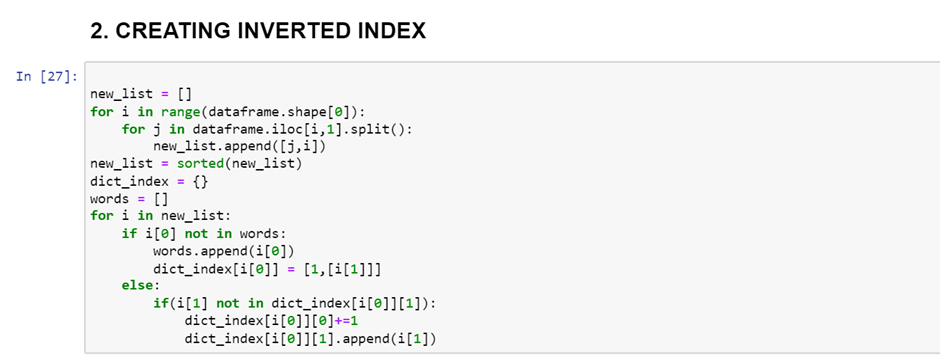 2. CREATING INVERTED INDEX
In [27]:
new_list = []
for i in range(dataframe.shape[0]):
    for j in dataframe.iloc[i,1].split():
        new_list.append([j,i])
new_list = sorted(new_list)
dict_index = {}
words = []
for i in new_list:
    if i[0] not in words:
        words.append(i[0])
        dict_index[i[0]] = [1,[i[1]]]
    else:
        if(i[1] not in dict_index[i[0]][1]):
            dict_index[i[0]][0]+=1
            dict_index[i[0]][1].append(i[1])